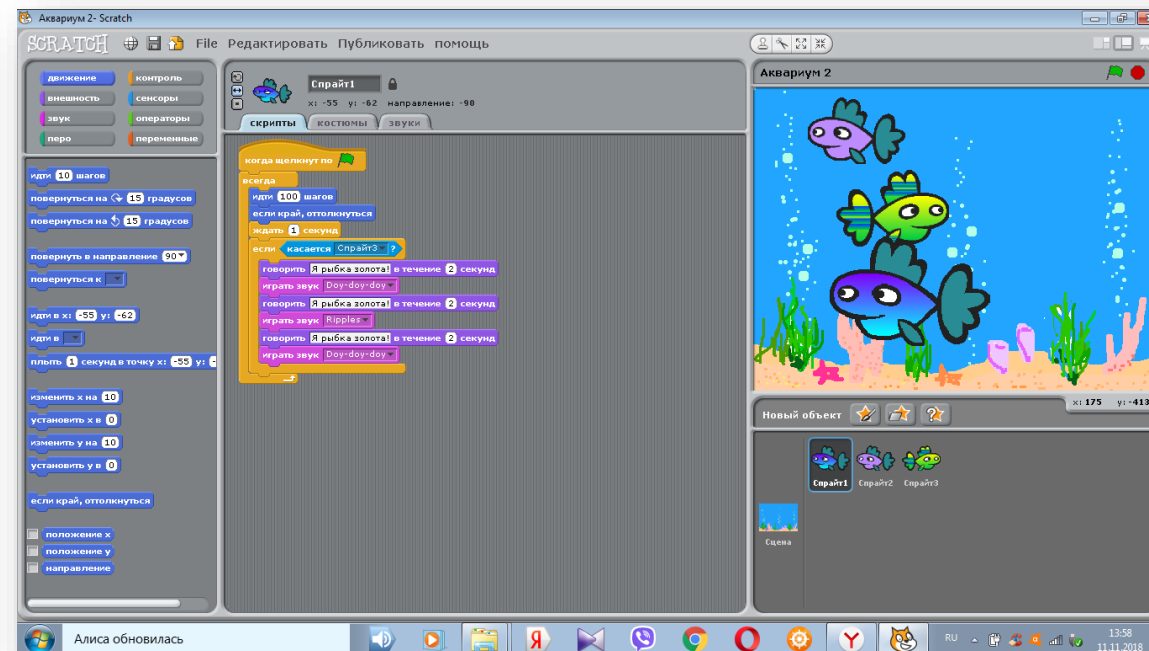 Аквариум 2- Scratch
SCRATCH File Редактировать Публиковать помощь
движение контроль
внешность сенсоры
звук операторы
перо переменные
идти 10 шагов
повернуться на 15 градусов
повернуться на 15 градусов
повернуть в направление 90
повернуться к
идти в x: -55 y: -62
идти в
плыть 1 секунд в точку x: -55 y: -
изменить x на 10
установить x в 0
изменить y на 10
установить y в 0
если край, оттолкнуться
положение x
положение y
направление
Спрайт1
x: -55 y: -62 направление: -90
скрипты костюмы звуки
когда щелкнут по
всегда
идти 100 шагов
если край, оттолкнуться
ждать 1 секунд
если касается Спрайт3 ?
говорить Я рыбка золота! в течение 2 секунд
играть звук Doy-doy-doy
говорить Я рыбка золота! в течение 2 секунд
играть звук Ripples
говорить Я рыбка золота! в течение 2 секунд
играть звук Doy-doy-doy
Аквариум 2
x: 175 y: -413
Новый объект
Спрайт1 Спрайт2 Спрайт3
Сцена
Алиса обновилась
RU
13:58
11.11.2018